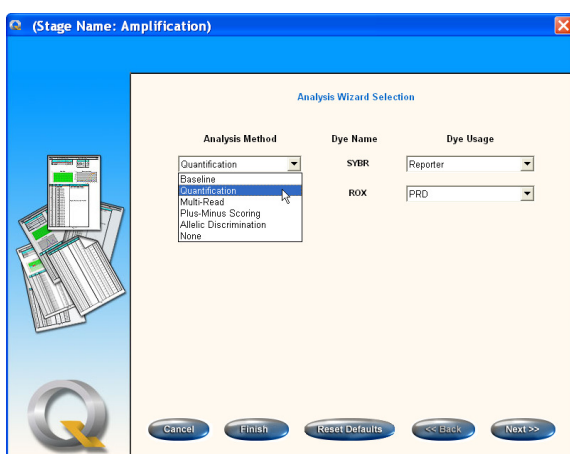 (Stage Name: Amplification)
Analysis Wizard Selection
Analysis Method Dye Name Dye Usage
Quantification SYBR Reporter
Baseline
Quantification ROX PRD
Multi-Read
Plus-Minus Scoring
Allelic Discrimination
None
Cancel Finish Reset Defaults << Back Next >>